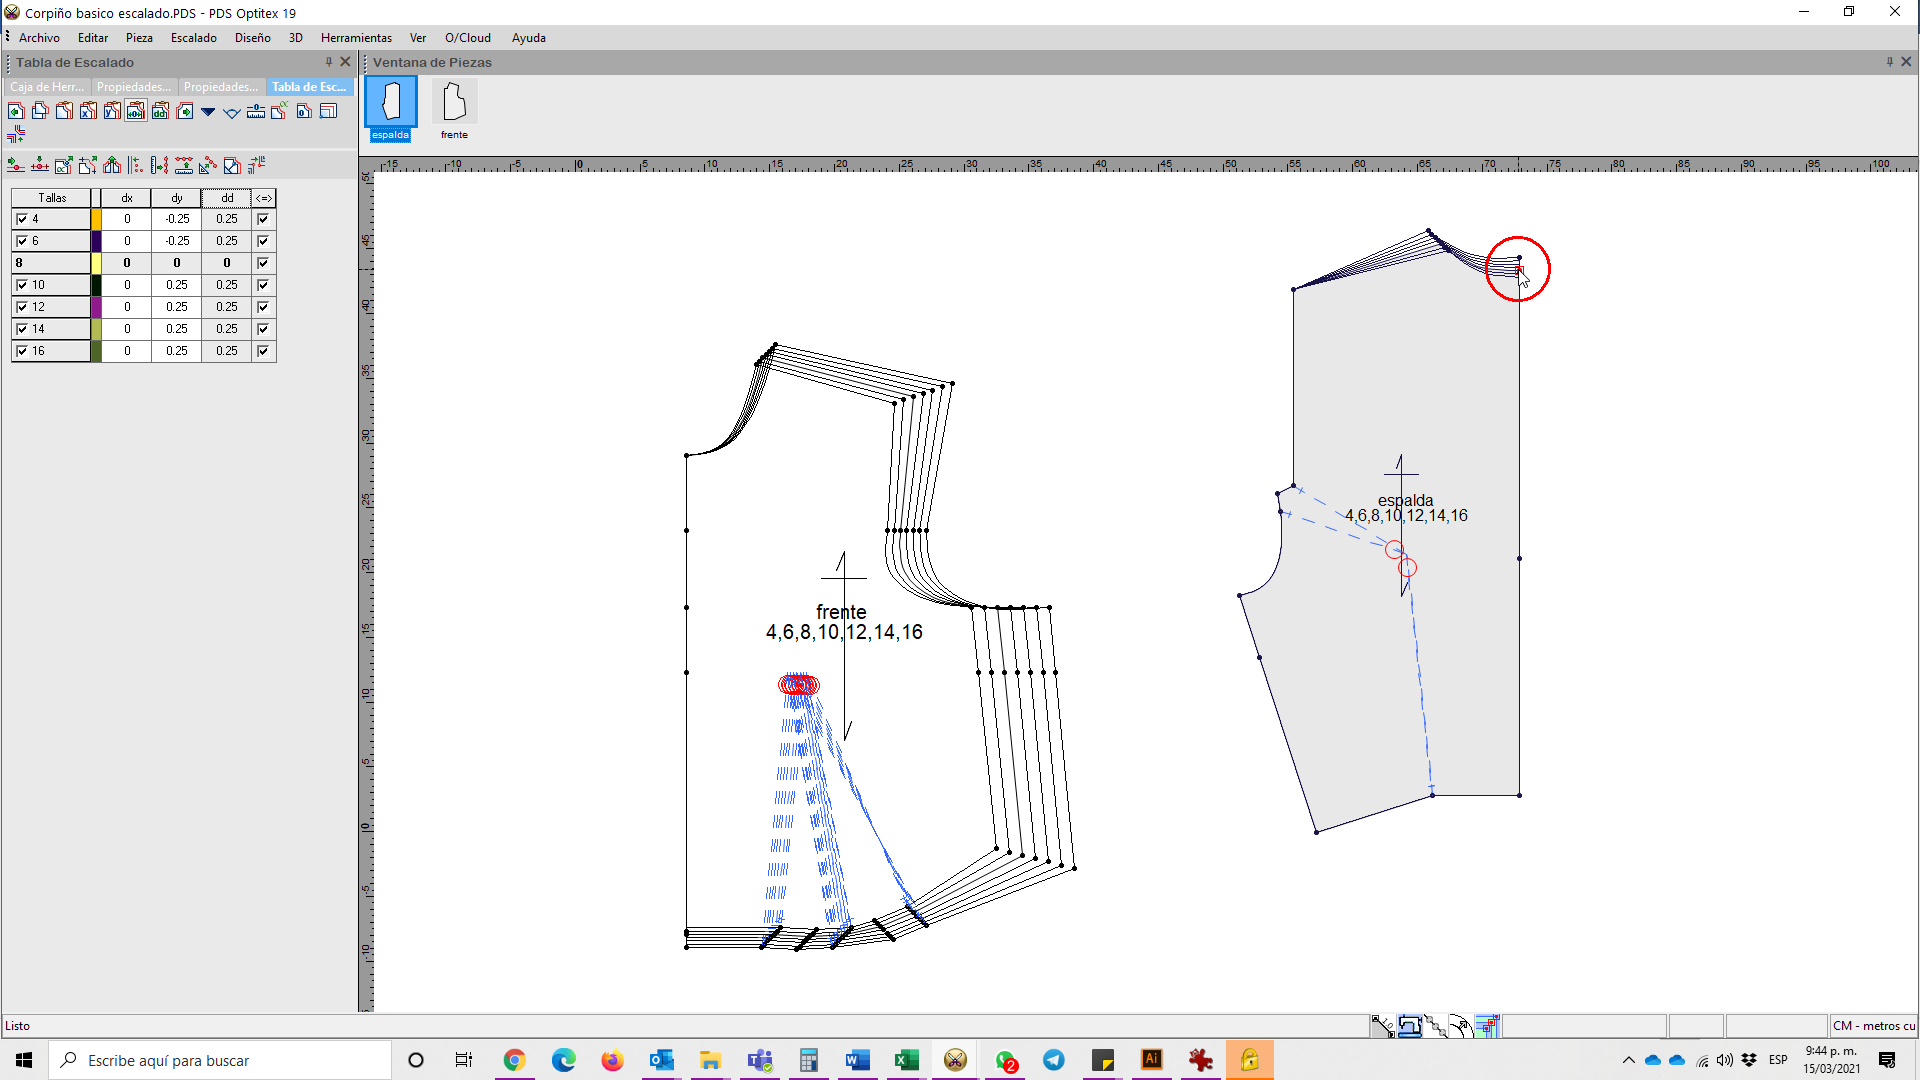 Corpiño basico escalado.PDS - PDS Optitex 19
Archivo Editar Pieza Escalado Diseño 3D Herramientas Ver O/Cloud Ayuda
Tabla de Escalado
Ventana de Piezas
Caja de Herr... Propiedades... Propiedades... Tabla de Esc...
espalda
frente
-15 -10 -5 0 5 10 15 20 25 30 35 40 45 50 55 60 65 70 75 80 85 90 95 100
50
45
40
35
30
25
20
15
10
5
0
-5
-10
Tallas dx dy dd <=>
4 0 -0.25 0.25
6 0 -0.25 0.25
8 0 0 0
10 0 0.25 0.25
12 0 0.25 0.25
14 0 0.25 0.25
16 0 0.25 0.25
espalda
4,6,8,10,12,14,16
frente
4,6,8,10,12,14,16
Listo
CM - metros cu
Escribe aquí para buscar
2
Ai
ESP
9:44 p. m.
15/03/2021